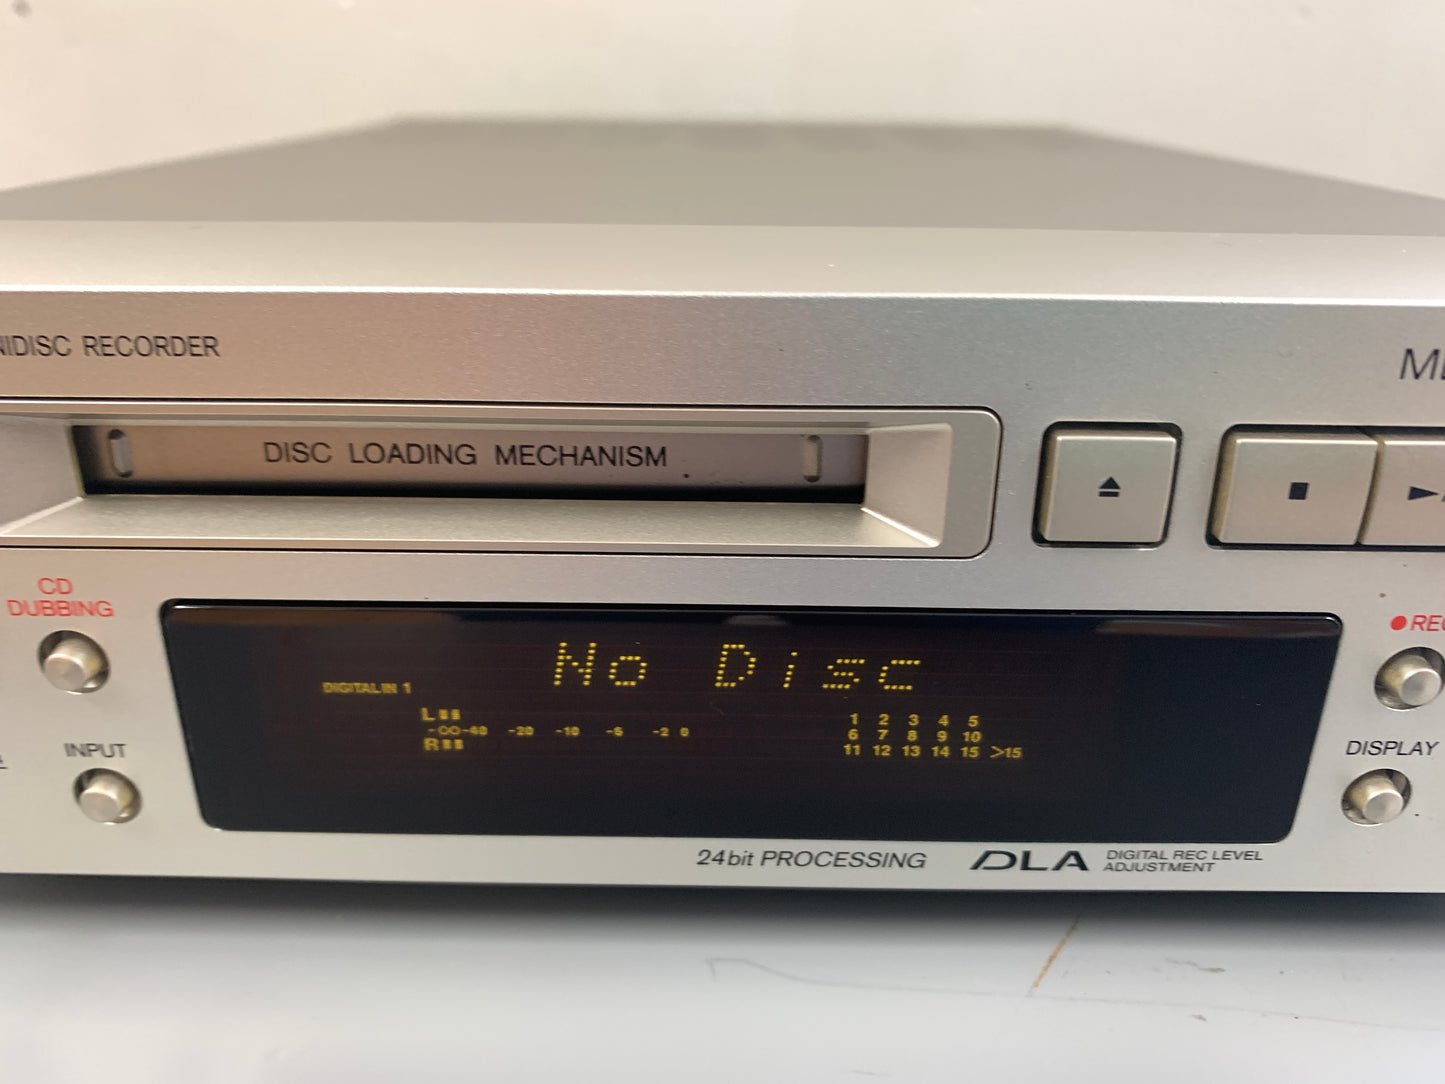 NIDISC RECORDER
MD
DISC LOADING MECHANISM
CD
DUBBING
● REC
No Disc
DIGITAL IN 1
L
-∞ -40 -20 -10 -6 -2 0
R
1 2 3 4 5
6 7 8 9 10
11 12 13 14 15 >15
INPUT
DISPLAY
24bit PROCESSING
DLA DIGITAL REC LEVEL
ADJUSTMENT